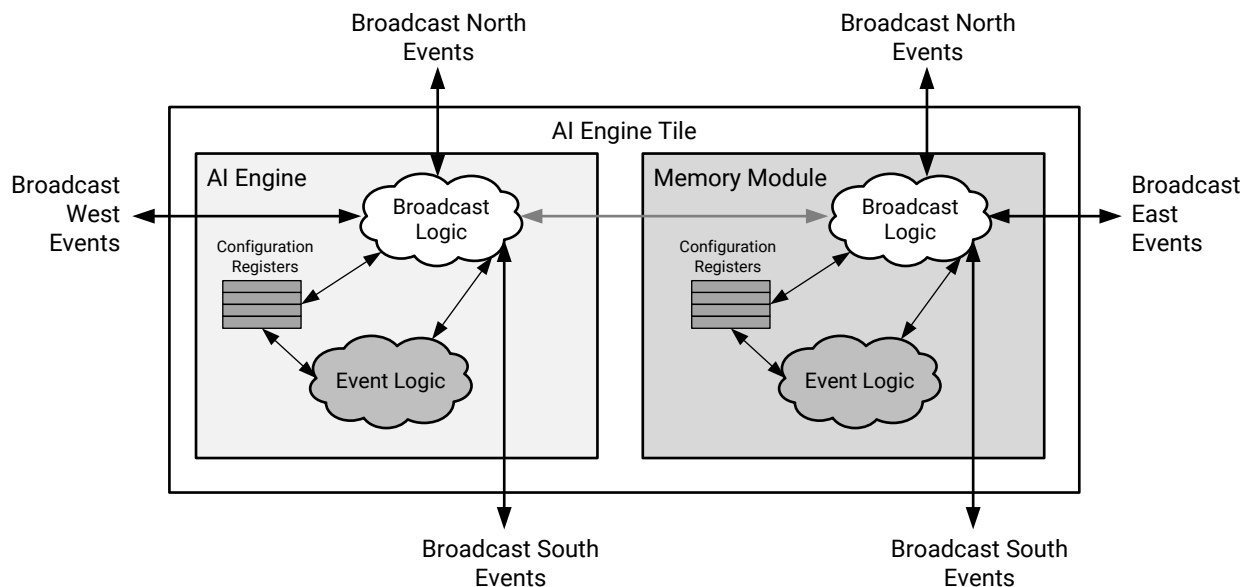 Broadcast North
Events
Broadcast North
Events
AI Engine Tile
AI Engine
Memory Module
Broadcast
West
Events
Broadcast
Logic
Broadcast
Logic
Broadcast
East
Events
Configuration
Registers
Configuration
Registers
Event Logic
Event Logic
Broadcast South
Events
Broadcast South
Events